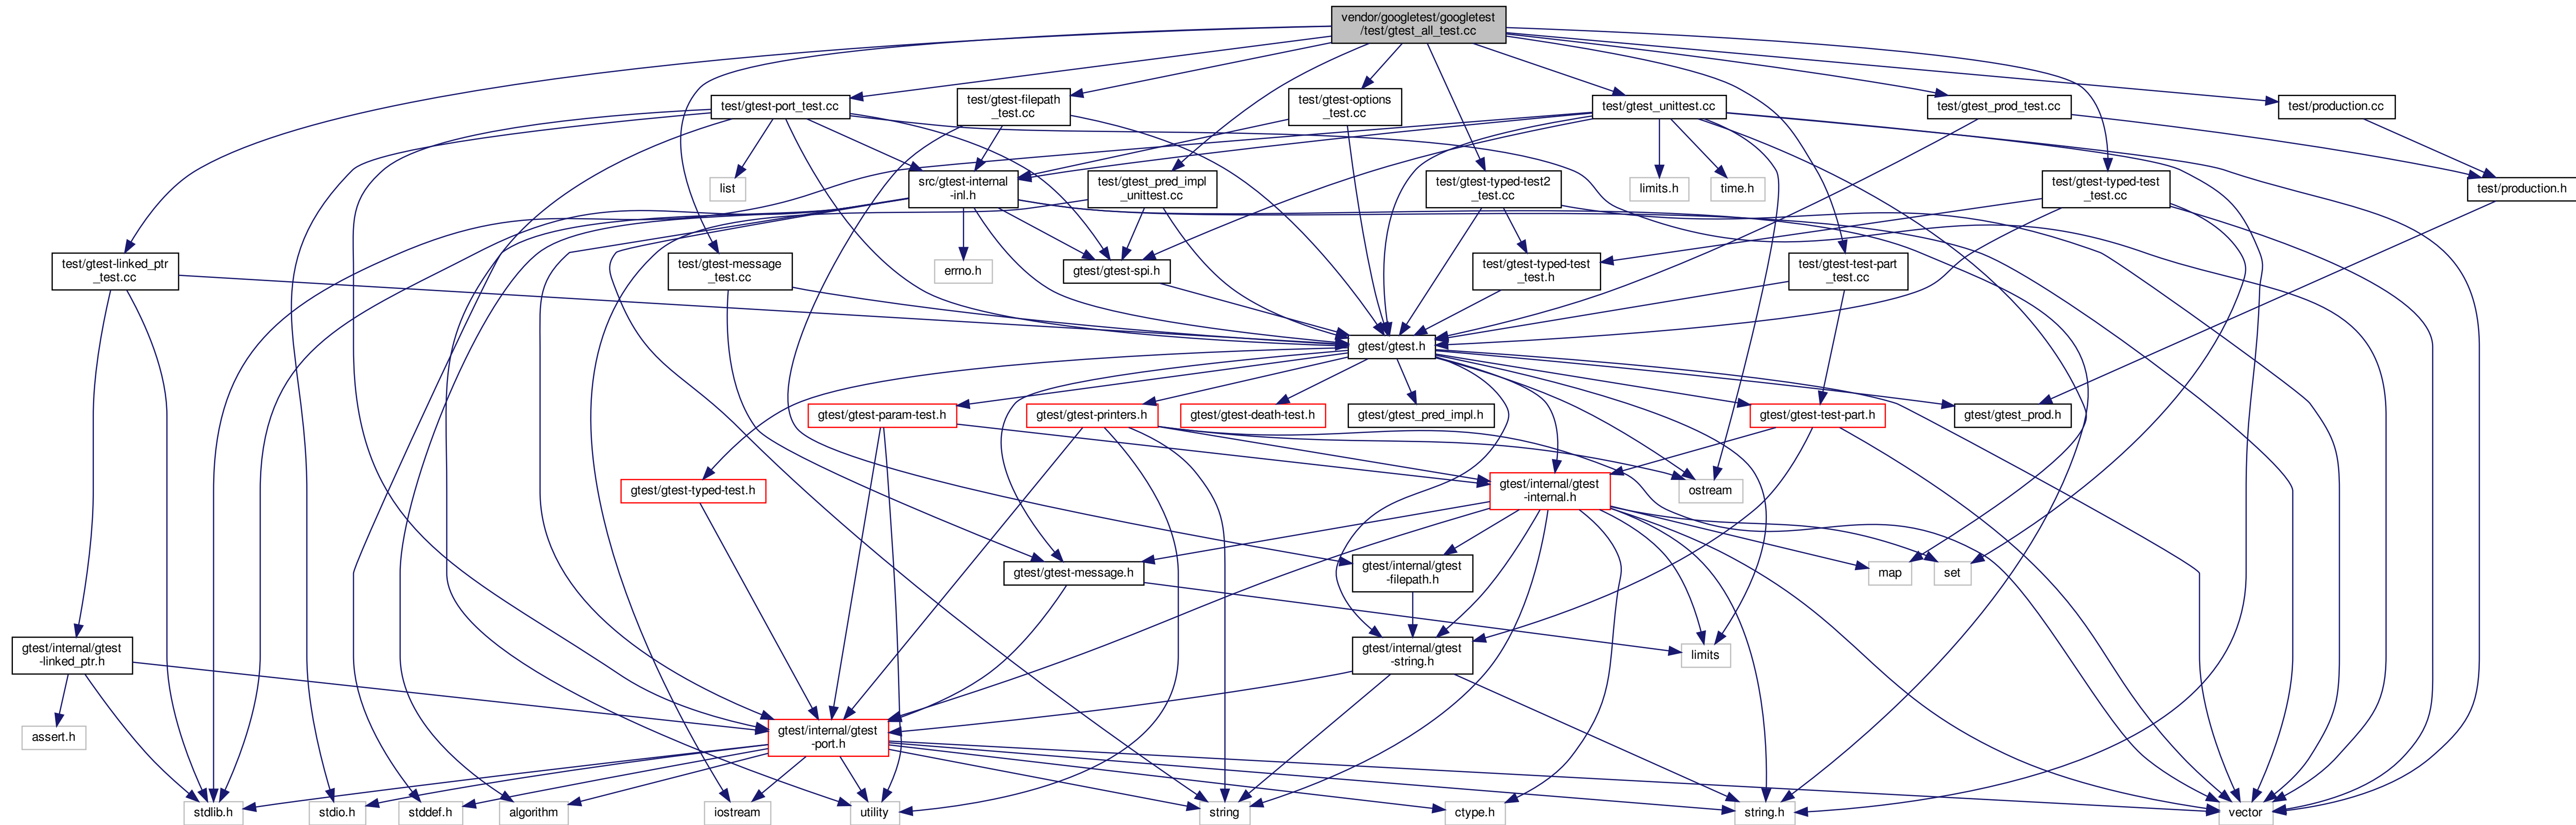 vendor/googletest/googletest
/test/gtest_all_test.cc
test/gtest-port_test.cc
test/gtest-filepath
_test.cc
test/gtest-options
_test.cc
test/gtest_unittest.cc
test/gtest_prod_test.cc
test/production.cc
list
src/gtest-internal
-inl.h
test/gtest_pred_impl
_unittest.cc
test/gtest-typed-test2
_test.cc
limits.h
time.h
test/gtest-typed-test
_test.cc
test/production.h
test/gtest-linked_ptr
_test.cc
test/gtest-message
_test.cc
errno.h
gtest/gtest-spi.h
test/gtest-typed-test
_test.h
test/gtest-test-part
_test.cc
gtest/gtest.h
gtest/gtest-param-test.h
gtest/gtest-printers.h
gtest/gtest-death-test.h
gtest/gtest_pred_impl.h
gtest/gtest-test-part.h
gtest/gtest_prod.h
gtest/gtest-typed-test.h
gtest/internal/gtest
-internal.h
ostream
gtest/gtest-message.h
gtest/internal/gtest
-filepath.h
map
set
gtest/internal/gtest
-linked_ptr.h
gtest/internal/gtest
-string.h
limits
assert.h
gtest/internal/gtest
-port.h
stdlib.h
stdio.h
stddef.h
algorithm
iostream
utility
string
ctype.h
string.h
vector